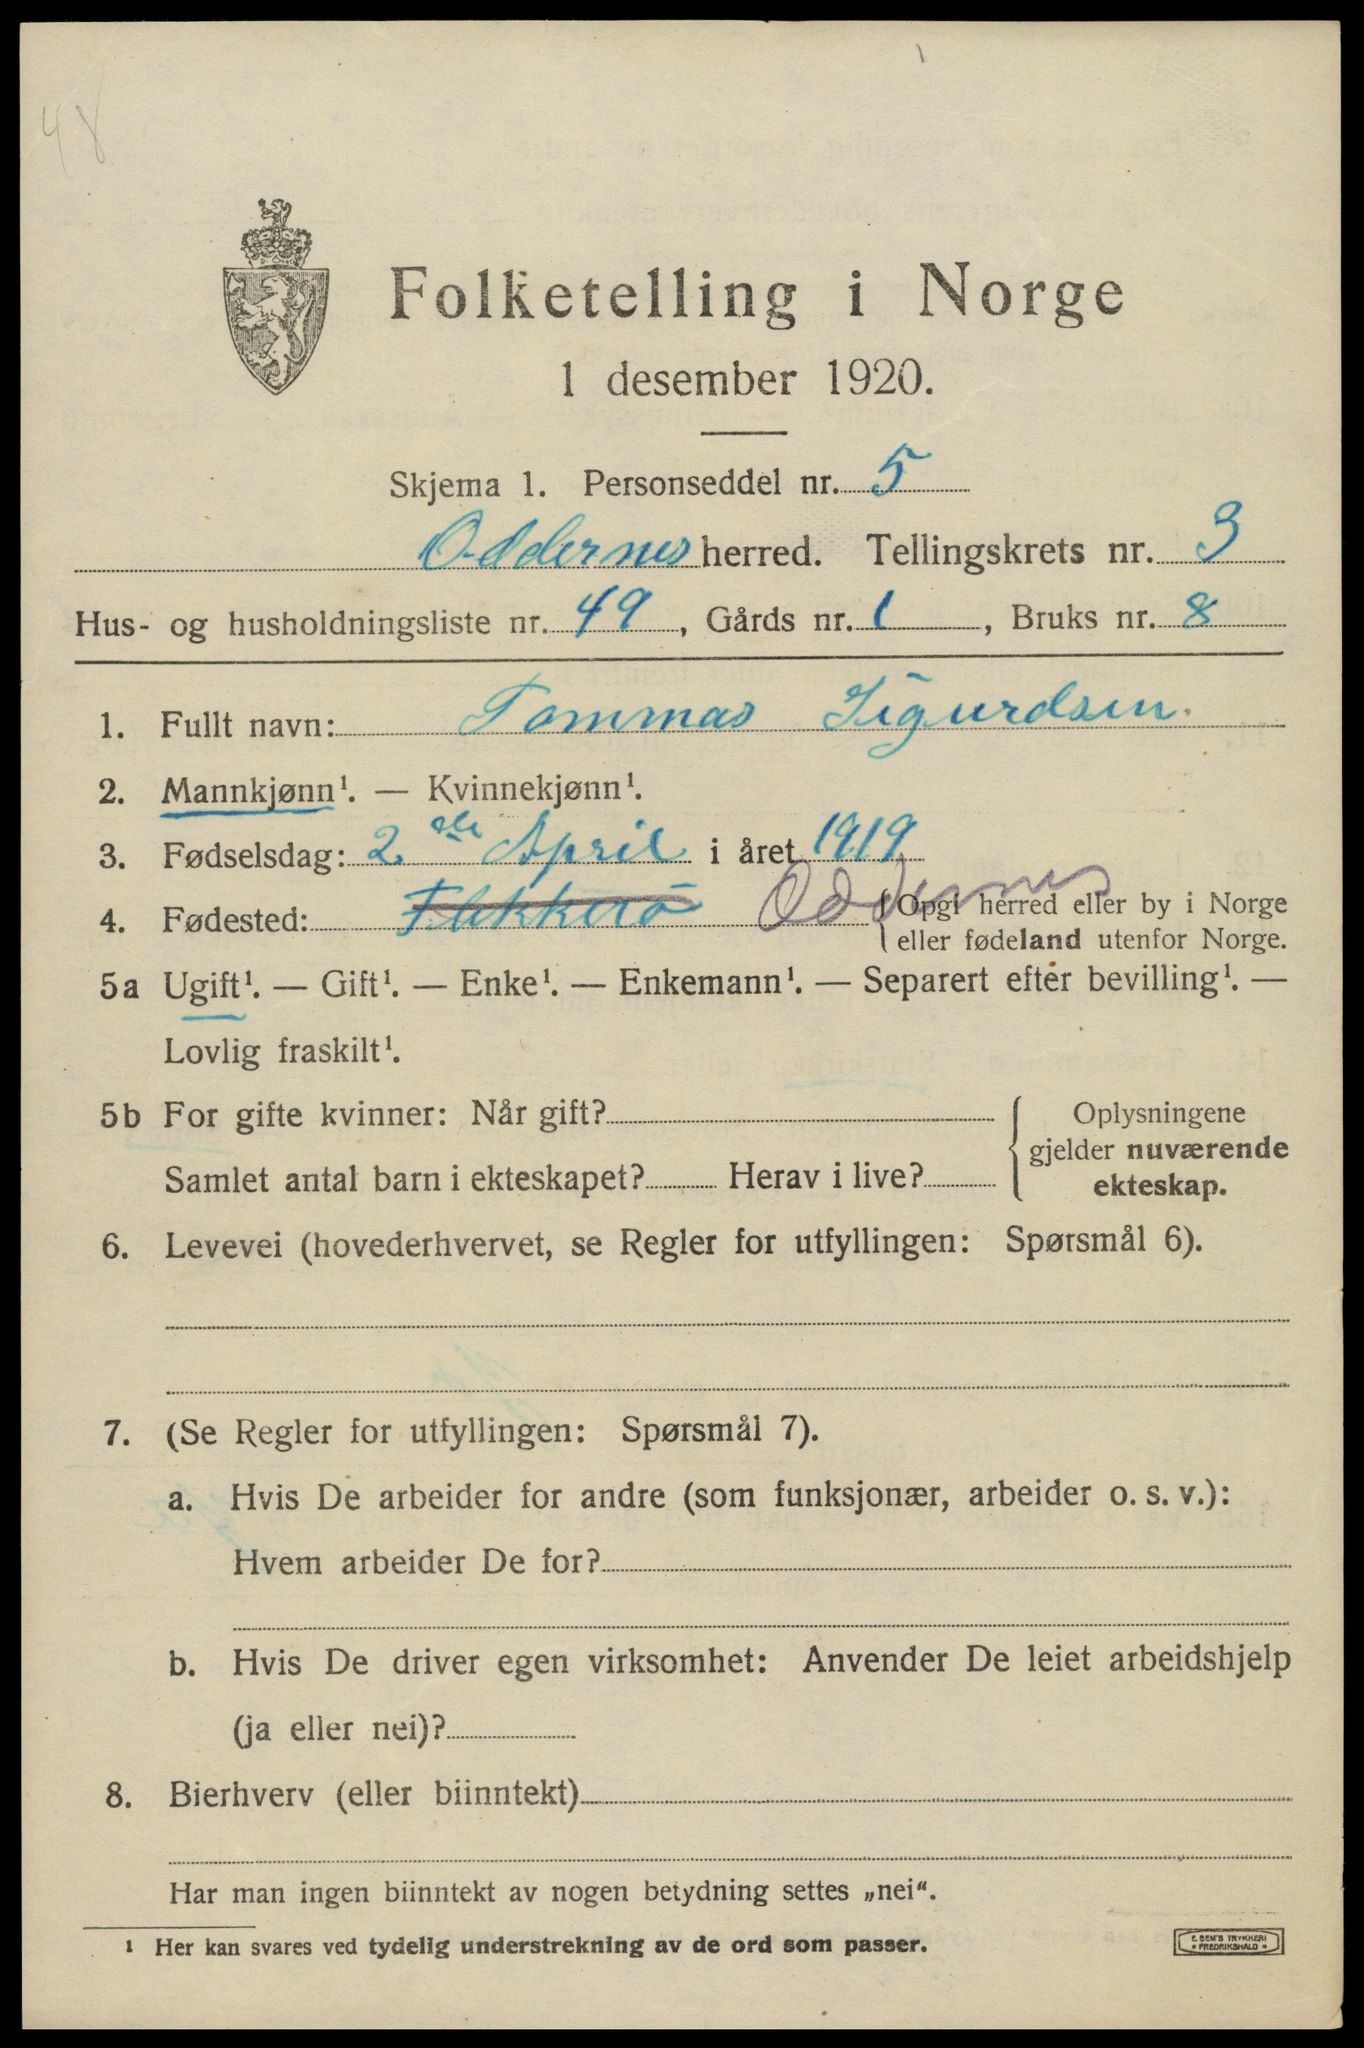 48
Folketelling i Norge
1 desember 1920.
Skjema 1. Personseddel nr. 5
Oddernes herred. Tellingskrets nr. 3
Hus- og husholdningsliste nr. 49, Gårds nr. 1, Bruks nr. 8
1. Fullt navn: Tommas Sigurdsen.
2. Mannkjønn¹. — Kvinnekjønn¹.
3. Fødselsdag: 2 April i året 1919
4. Fødested: Flekkerö Oddernes { Opgi herred eller by i Norge
eller fødeland utenfor Norge.
5a Ugift¹. — Gift¹. — Enke¹. — Enkemann¹. — Separert efter bevilling¹. —
Lovlig fraskilt¹.
5b For gifte kvinner: Når gift? { Oplysningene
gjelder nuværende
Samlet antal barn i ekteskapet? Herav i live? ekteskap.
6. Levevei (hovederhvervet, se Regler for utfyllingen: Spørsmål 6).
7. (Se Regler for utfyllingen: Spørsmål 7).
a. Hvis De arbeider for andre (som funksjonær, arbeider o. s. v.):
Hvem arbeider De for?
b. Hvis De driver egen virksomhet: Anvender De leiet arbeidshjelp
(ja eller nei)?
8. Bierhverv (eller biinntekt)
Har man ingen biinntekt av nogen betydning settes „nei“.
¹ Her kan svares ved tydelig understrekning av de ord som passer.
E. SEM'S TRYKKERI
FREDRIKSHALD